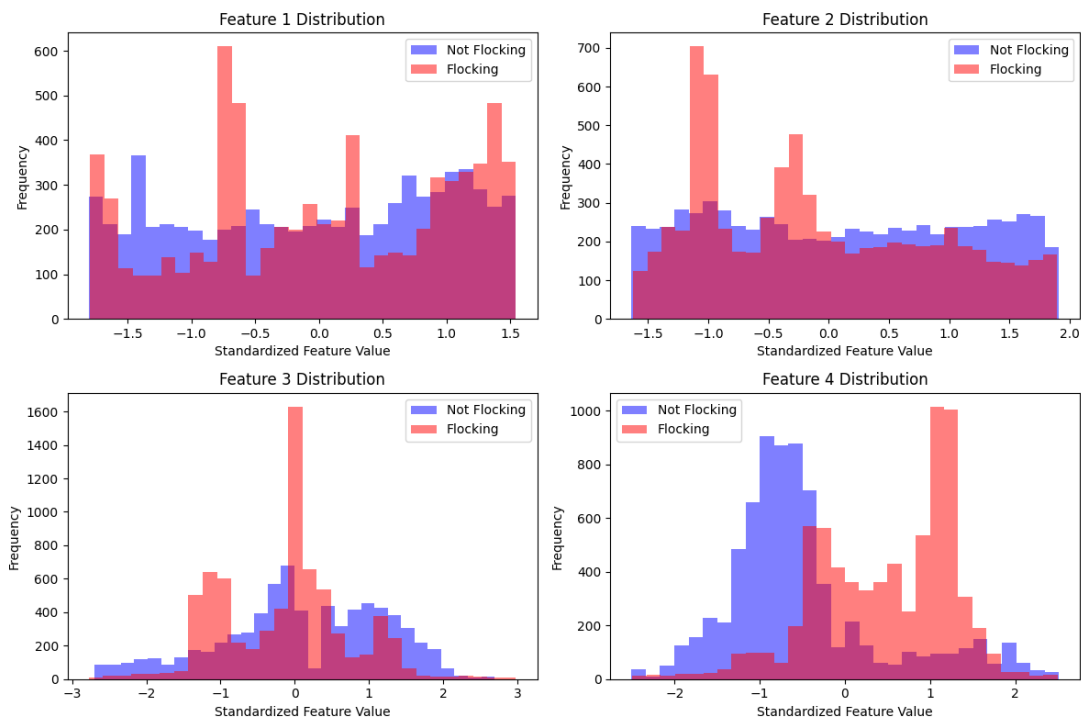 Feature 1 Distribution
Frequency
600
500
400
300
200
100
0
Not Flocking
Flocking
−1.5 −1.0 −0.5 0.0 0.5 1.0 1.5
Standardized Feature Value
Feature 2 Distribution
Frequency
700
600
500
400
300
200
100
0
Not Flocking
Flocking
−1.5 −1.0 −0.5 0.0 0.5 1.0 1.5 2.0
Standardized Feature Value
Feature 3 Distribution
Frequency
1600
1400
1200
1000
800
600
400
200
0
Not Flocking
Flocking
−3 −2 −1 0 1 2 3
Standardized Feature Value
Feature 4 Distribution
Frequency
1000
800
600
400
200
0
Not Flocking
Flocking
−2 −1 0 1 2
Standardized Feature Value